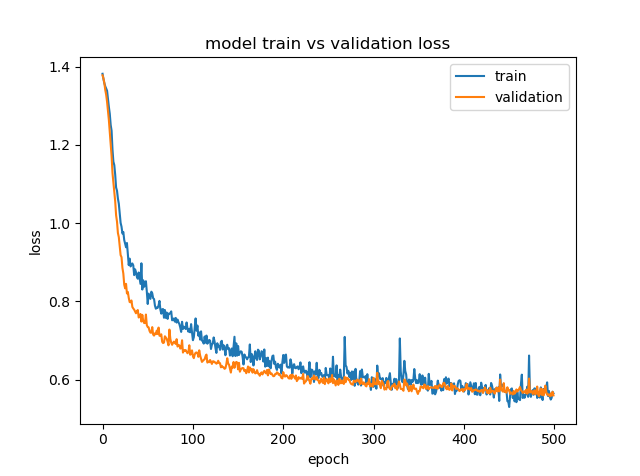 model train vs validation loss
train
validation
1.4
1.2
1.0
0.8
0.6
loss
0
100
200
300
400
500
epoch